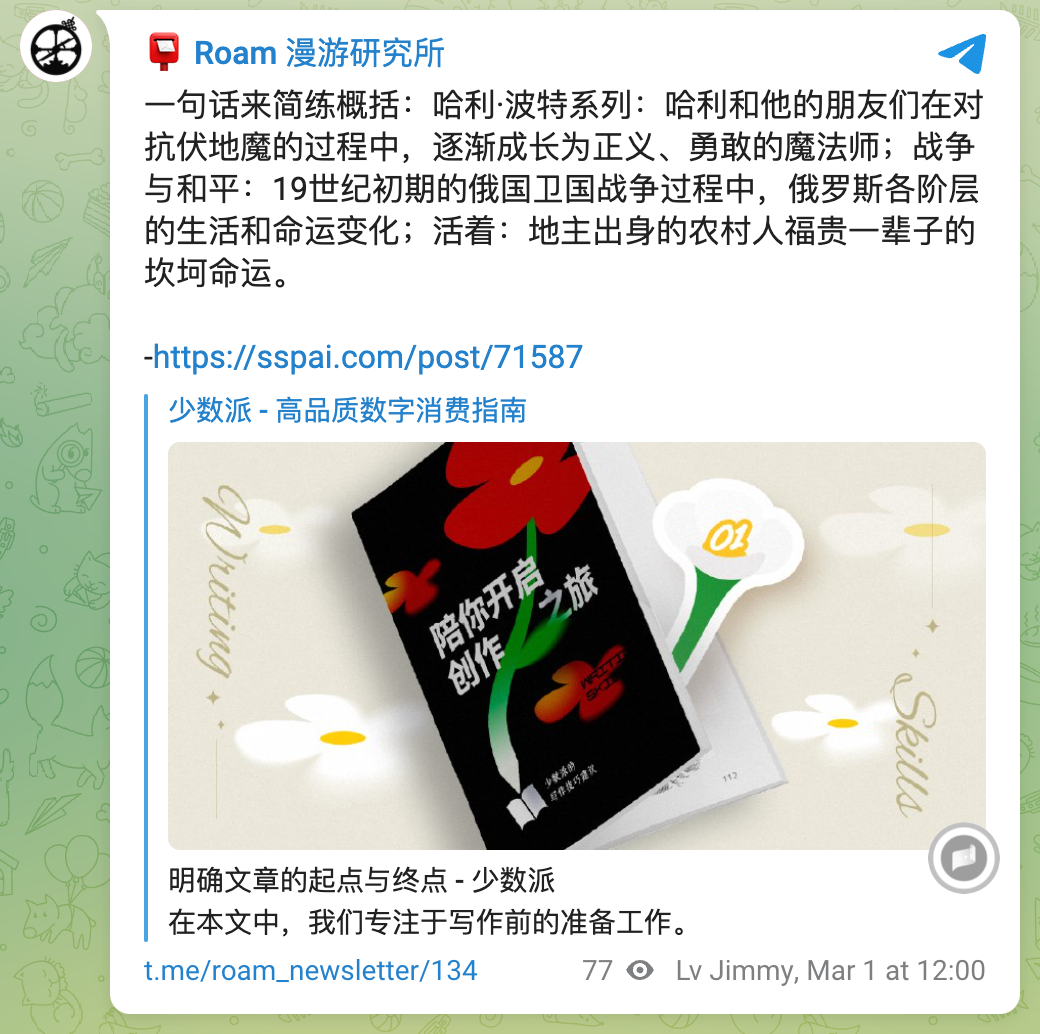 Roam 漫游研究所
一句话来简练概括：哈利·波特系列：哈利和他的朋友们在对
抗伏地魔的过程中，逐渐成长为正义、勇敢的魔法师；战争
与和平：19世纪初期的俄国卫国战争过程中，俄罗斯各阶层
的生活和命运变化；活着：地主出身的农村人福贵一辈子的
坎坷命运。
-https://sspai.com/post/71587
少数派 - 高品质数字消费指南
Writing
陪你开启
创作之旅
01
WRITI
SKIL
少数派的
写作技巧建议
112
Skills
明确文章的起点与终点 - 少数派
在本文中，我们专注于写作前的准备工作。
t.me/roam_newsletter/134
77 Lv Jimmy, Mar 1 at 12:00